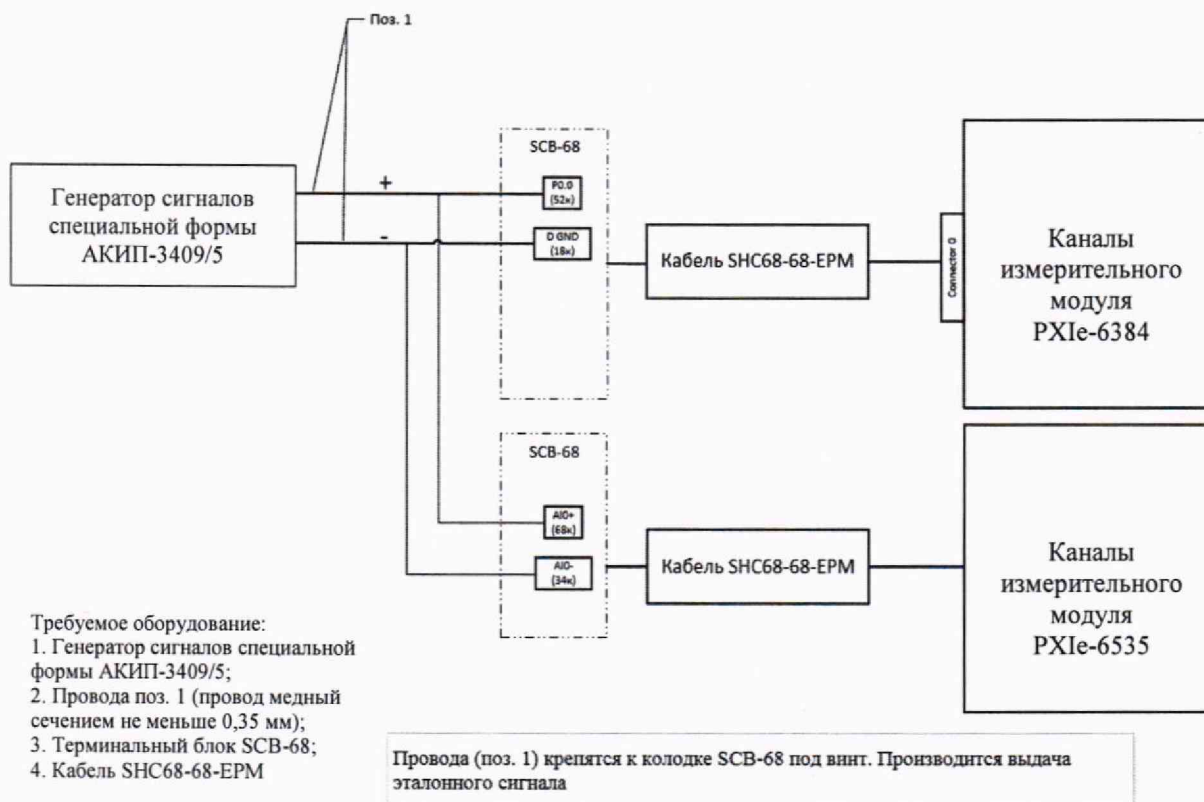 Поз. 1
Генератор сигналов
специальной формы
АКИП-3409/5
+
-
SCB-68
P0.0
(52к)
D GND
(18к)
Кабель SHC68-68-EPM
Connector 0
Каналы
измерительного
модуля
PXIe-6384
SCB-68
AI0+
(68к)
AI0-
(34к)
Кабель SHC68-68-EPM
Каналы
измерительного
модуля
PXIe-6535
Требуемое оборудование:
1. Генератор сигналов специальной
формы АКИП-3409/5;
2. Провода поз. 1 (провод медный
сечением не меньше 0,35 мм);
3. Терминальный блок SCB-68;
4. Кабель SHC68-68-EPM
Провода (поз. 1) крепятся к колодке SCB-68 под винт. Производится выдача
эталонного сигнала